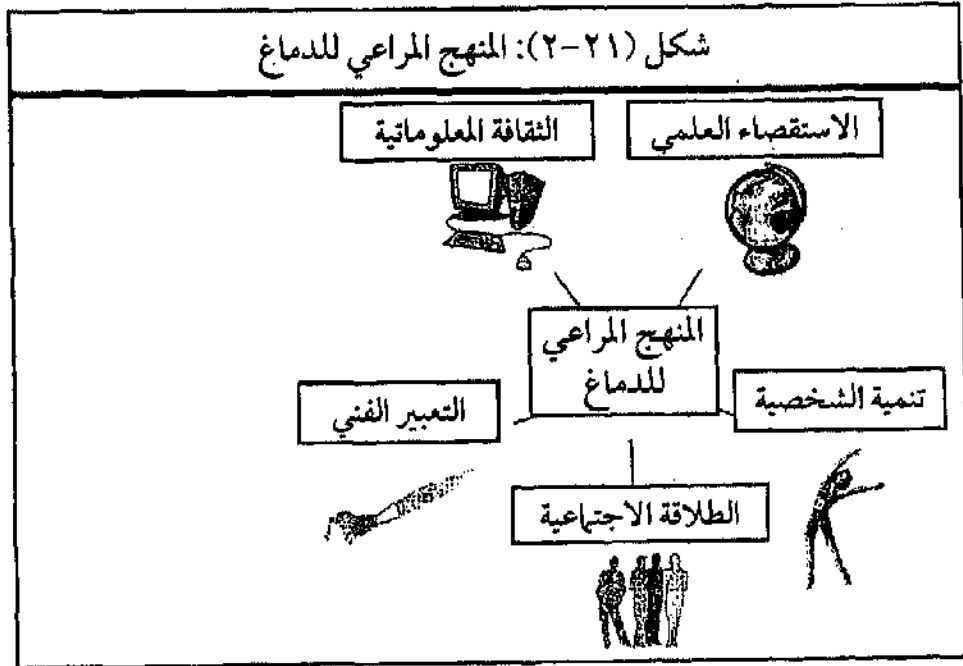 شكل (٢١-٢): المنهج المراعي للدماغ
الاستقصاء العلمي
الثقافة المعلوماتية
المنهج المراعي
للدماغ
تنمية الشخصية
التعبير الفني
الطلاقة الاجتماعية